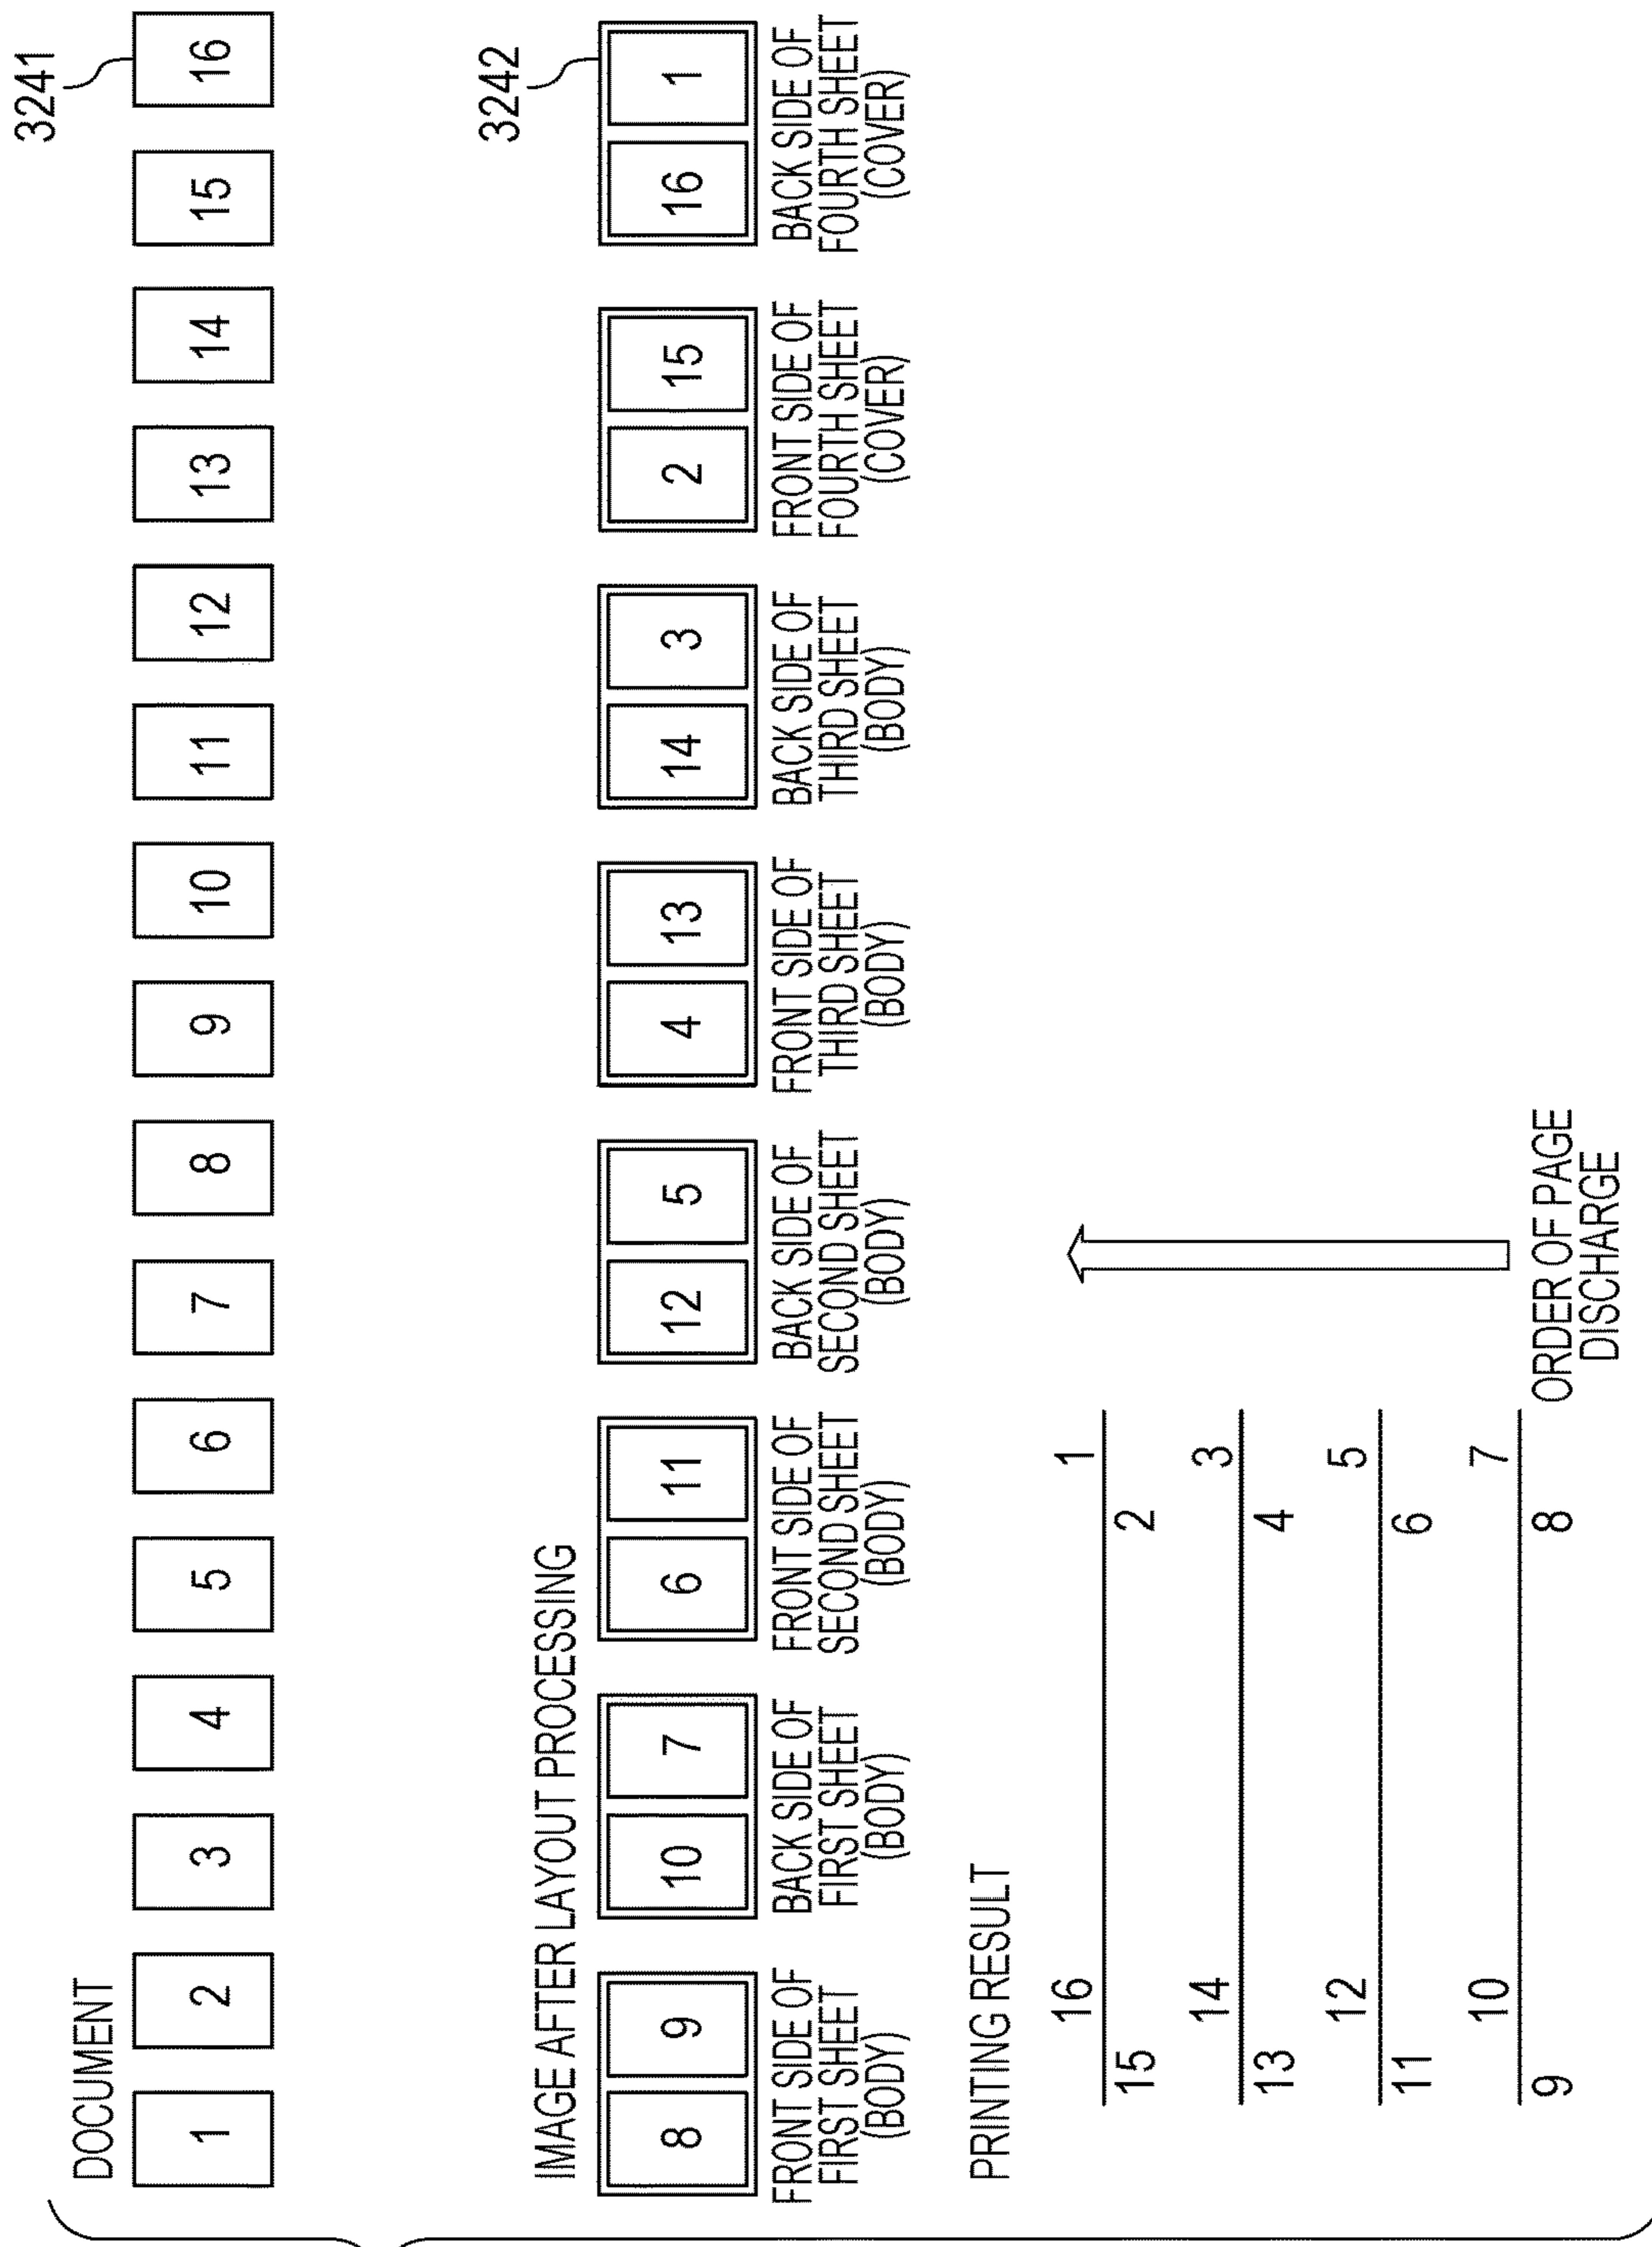 3241
DOCUMENT
1 2 3 4 5 6 7 8 9 10 11 12 13 14 15 16
3242
IMAGE AFTER LAYOUT PROCESSING
8 9
FRONT SIDE OF
FIRST SHEET
(BODY)
10 7
BACK SIDE OF
FIRST SHEET
(BODY)
6 11
FRONT SIDE OF
SECOND SHEET
(BODY)
12 5
BACK SIDE OF
SECOND SHEET
(BODY)
4 13
FRONT SIDE OF
THIRD SHEET
(BODY)
14 3
BACK SIDE OF
THIRD SHEET
(BODY)
2 15
FRONT SIDE OF
FOURTH SHEET
(COVER)
16 1
BACK SIDE OF
FOURTH SHEET
(COVER)
PRINTING RESULT
16 1
15 2
14 3
13 4
12 5
11 6
10 7
9 8
ORDER OF PAGE
DISCHARGE